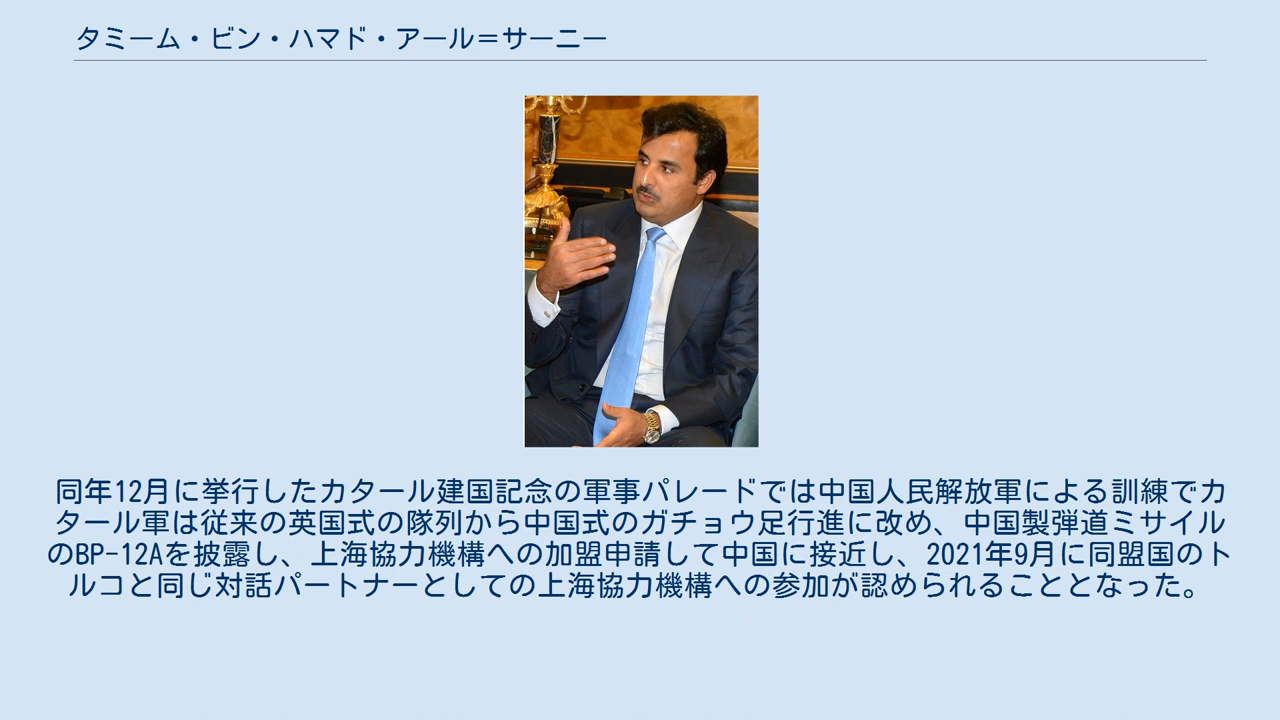 タミーム・ビン・ハマド・アール＝サーニー
同年12月に挙行したカタール建国記念の軍事パレードでは中国人民解放軍による訓練でカ
タール軍は従来の英国式の隊列から中国式のガチョウ足行進に改め、中国製弾道ミサイル
のBP-12Aを披露し、上海協力機構への加盟申請して中国に接近し、2021年9月に同盟国のト
ルコと同じ対話パートナーとしての上海協力機構への参加が認められることとなった。